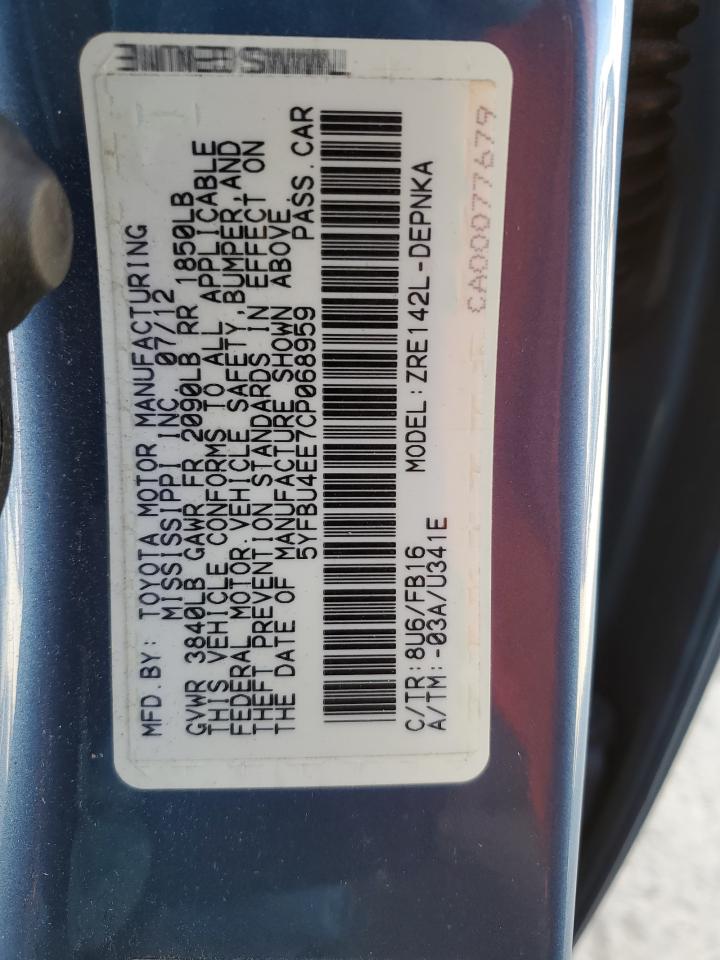 MFD.BY: TOYOTA MOTOR MANUFACTURING
MISSISSIPPI INC 07/12
GVWR 3840LB GAWR FR 2090LB RR 1850LB
THIS VEHICLE CONFORMS TO ALL APPLICABLE
FEDERAL MOTOR VEHICLE SAFETY, BUMPER, AND
THEFT PREVENTION STANDARDS IN EFFECT ON
THE DATE OF MANUFACTURE SHOWN ABOVE.
5YFBU4EE7CP068959 PASS.CAR
C/TR:8U6/FB16 MODEL:ZRE142L-DEPNKA
A/TM:-03A/U341E
CA00077679